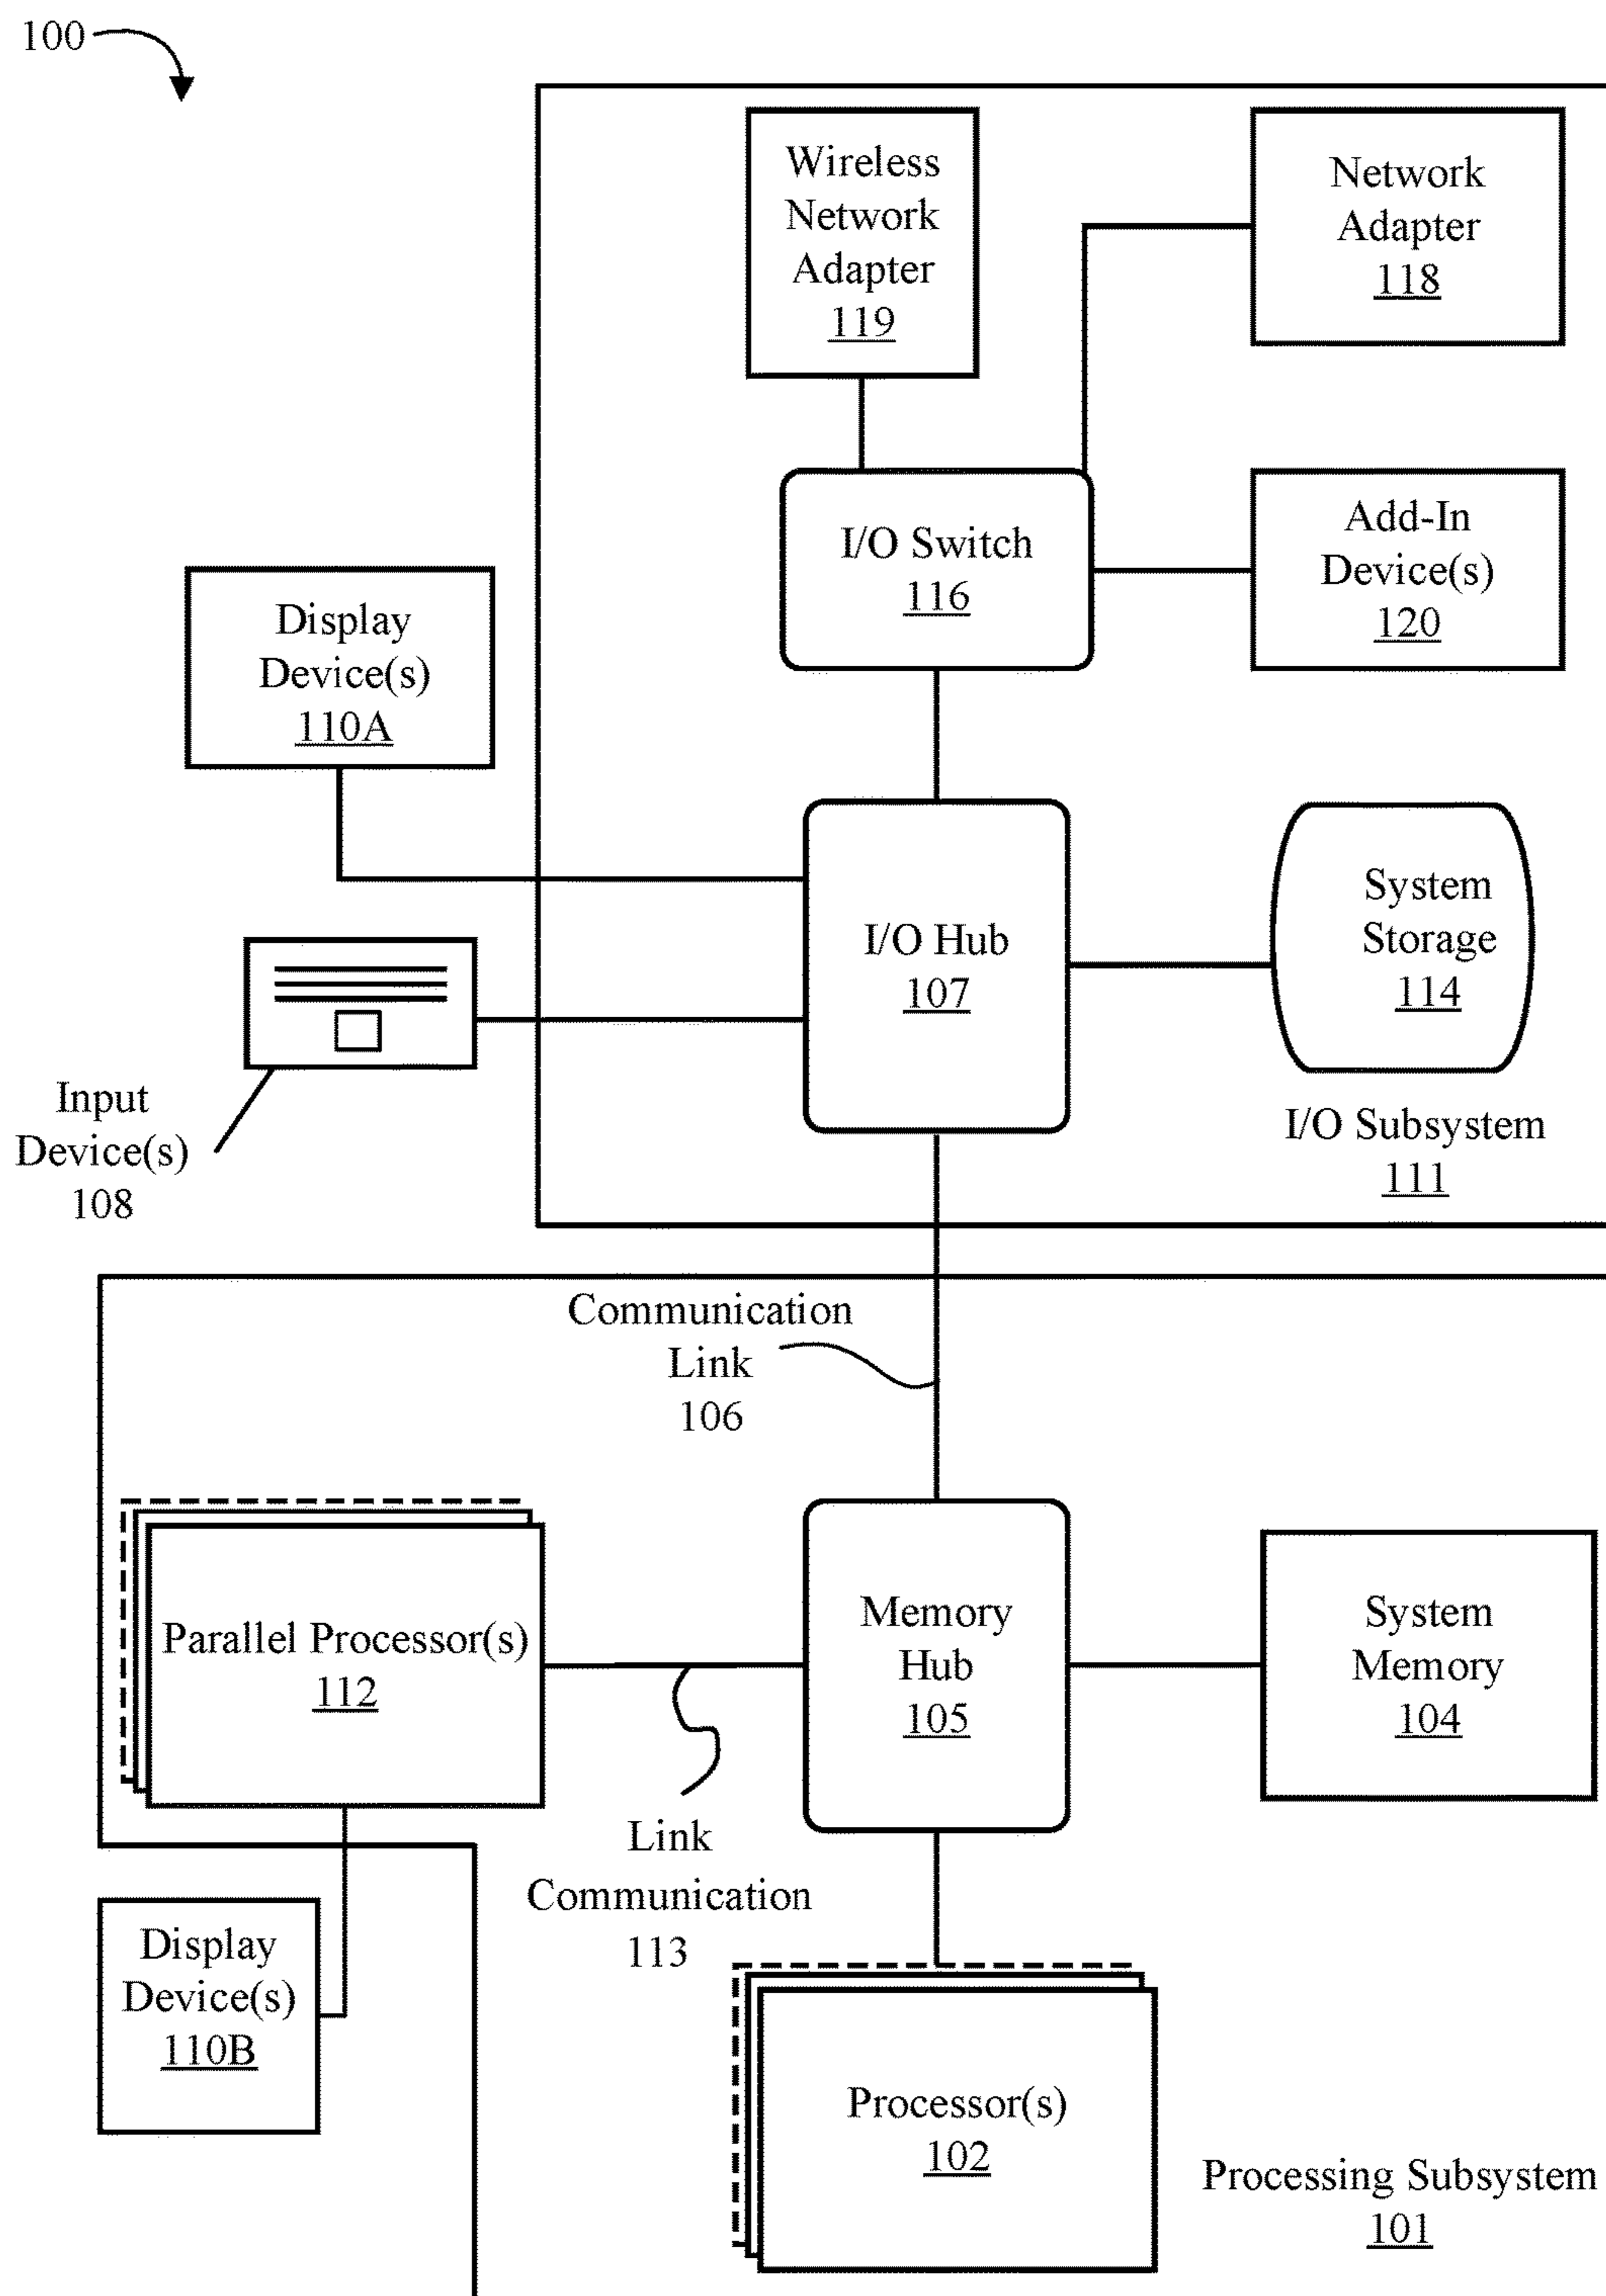 100
Wireless
Network
Adapter
119
Network
Adapter
118
I/O Switch
116
Add-In
Device(s)
120
Display
Device(s)
110A
I/O Hub
107
System
Storage
114
Input
Device(s)
108
I/O Subsystem
111
Communication
Link
106
Parallel Processor(s)
112
Memory
Hub
105
System
Memory
104
Link
Communication
113
Display
Device(s)
110B
Processor(s)
102
Processing Subsystem
101